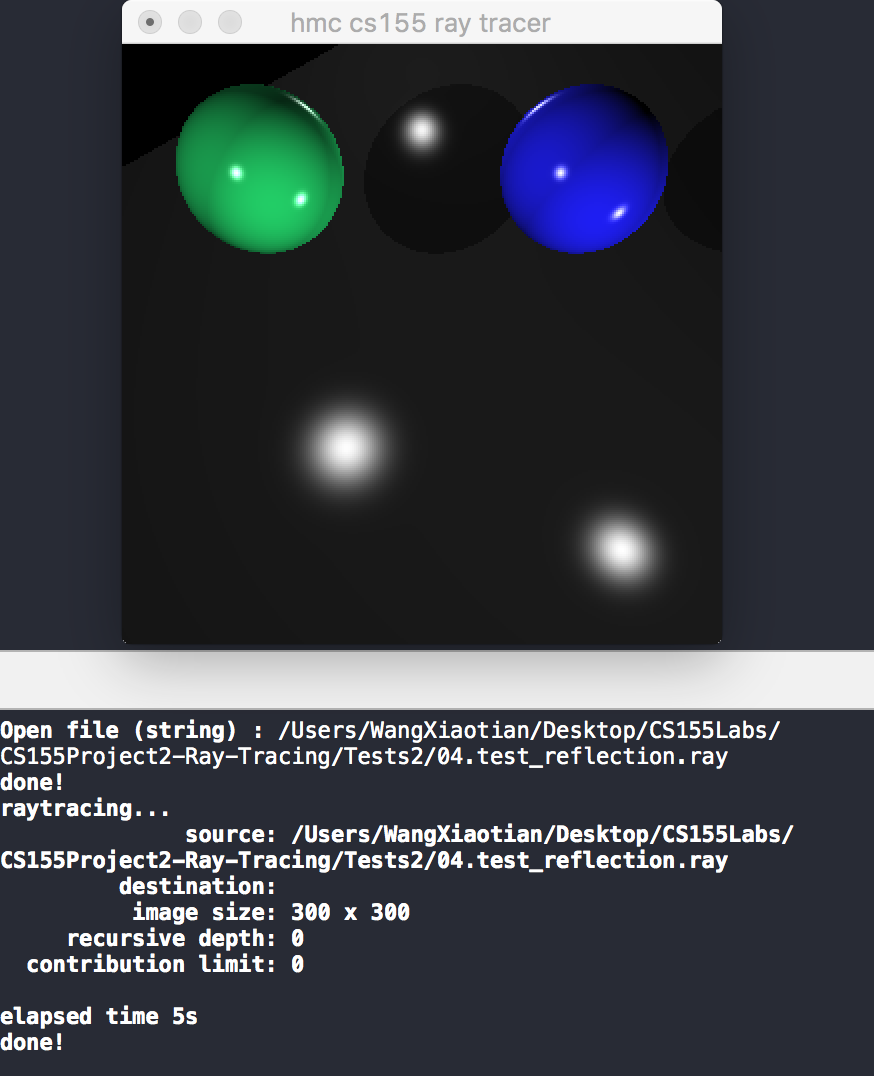 hmc cs155 ray tracer
Open file (string) : /Users/WangXiaotian/Desktop/CS155Labs/
CS155Project2-Ray-Tracing/Tests2/04.test_reflection.ray
done!
raytracing...
source: /Users/WangXiaotian/Desktop/CS155Labs/
CS155Project2-Ray-Tracing/Tests2/04.test_reflection.ray
destination:
image size: 300 x 300
recursive depth: 0
contribution limit: 0
elapsed time 5s
done!